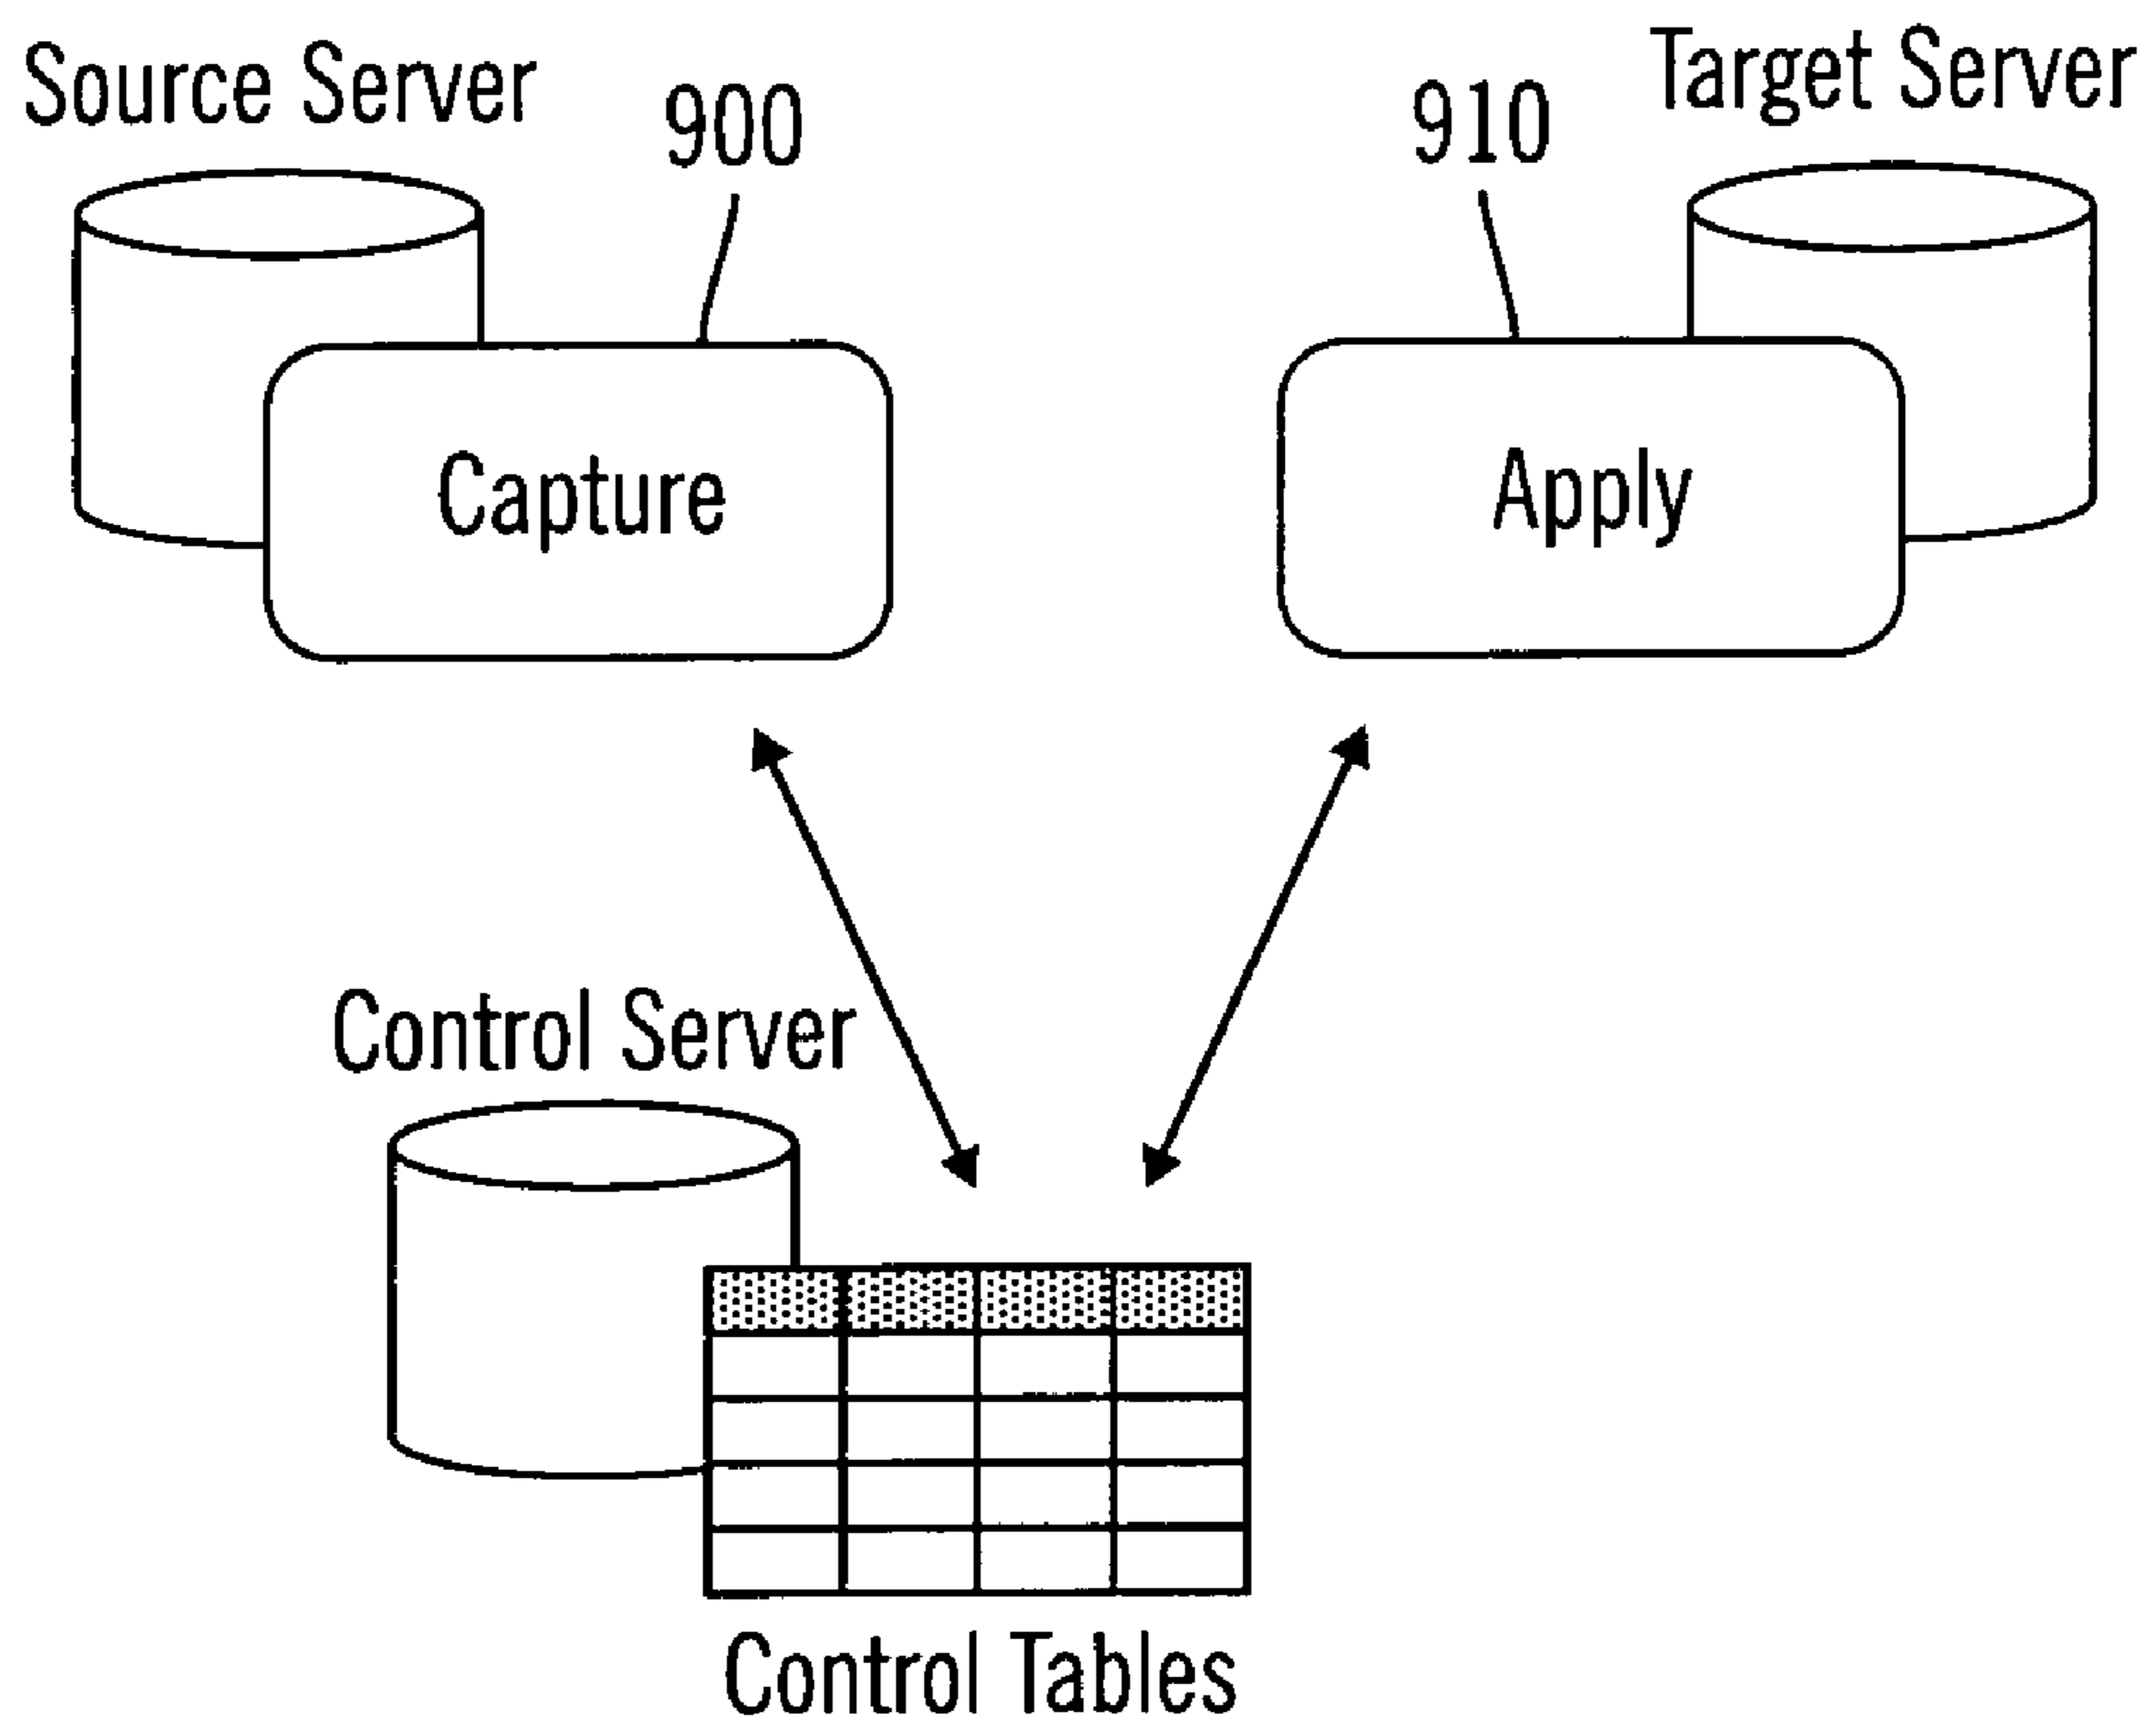 Source Server
900
910
Target Server
Capture
Apply
Control Server
Control Tables